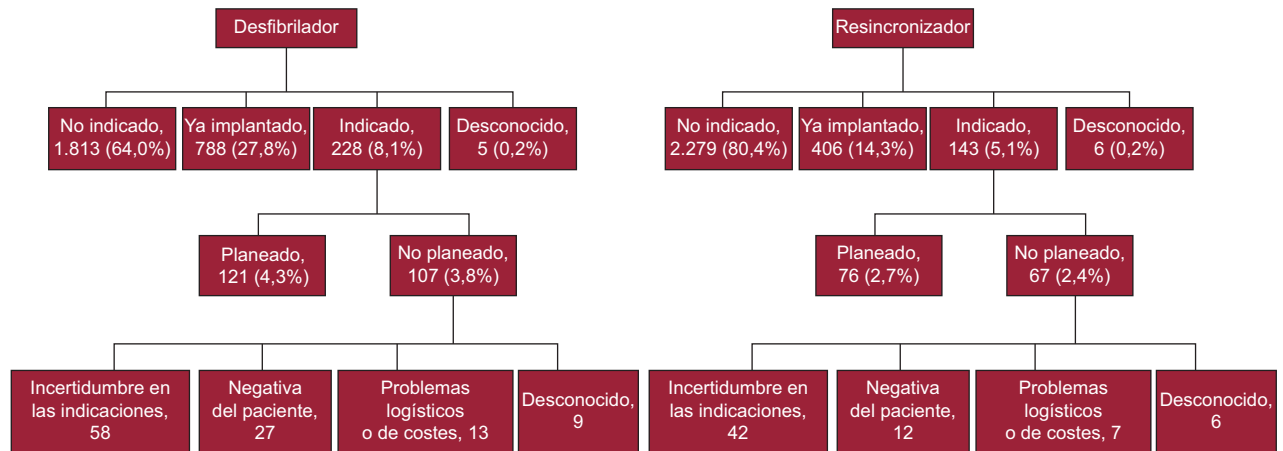 Desfibrilador
No indicado,
1.813 (64,0%)
Ya implantado,
788 (27,8%)
Indicado,
228 (8,1%)
Desconocido,
5 (0,2%)
Planeado,
121 (4,3%)
No planeado,
107 (3,8%)
Incertidumbre en
las indicaciones,
58
Negativa
del paciente,
27
Problemas
logísticos
o de costes, 13
Desconocido,
9
Resincronizador
No indicado,
2.279 (80,4%)
Ya implantado,
406 (14,3%)
Indicado,
143 (5,1%)
Desconocido,
6 (0,2%)
Planeado,
76 (2,7%)
No planeado,
67 (2,4%)
Incertidumbre en
las indicaciones,
42
Negativa
del paciente,
12
Problemas
logísticos
o de costes, 7
Desconocido,
6